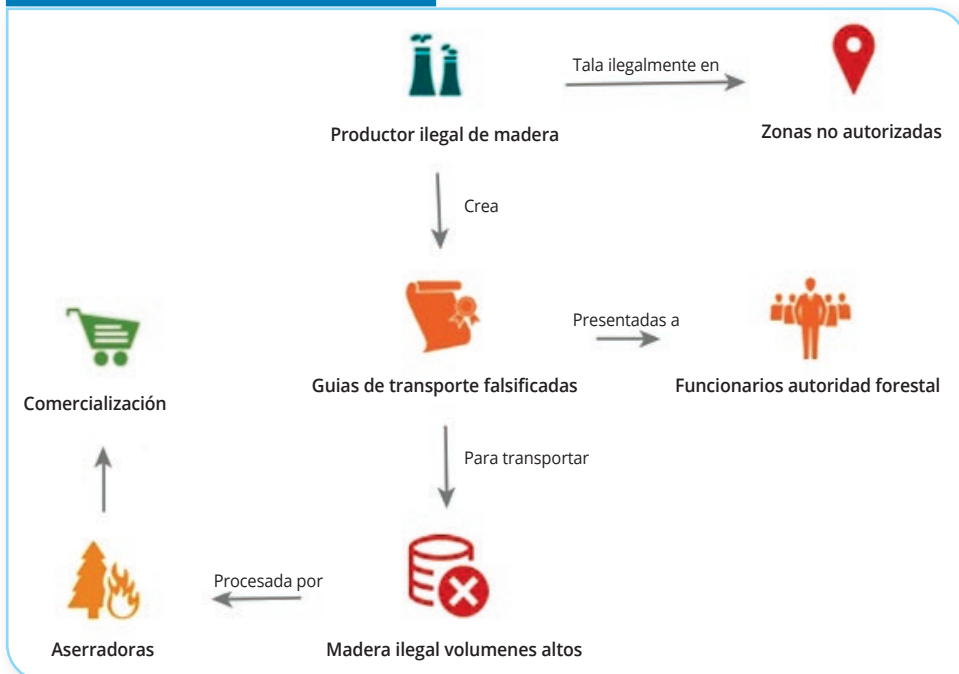 Tala ilegalmente en
Productor ilegal de madera
Zonas no autorizadas
Crea
Presentadas a
Guias de transporte falsificadas
Funcionarios autoridad forestal
Comercialización
Para transportar
Procesada por
Aserradoras
Madera ilegal volumenes altos